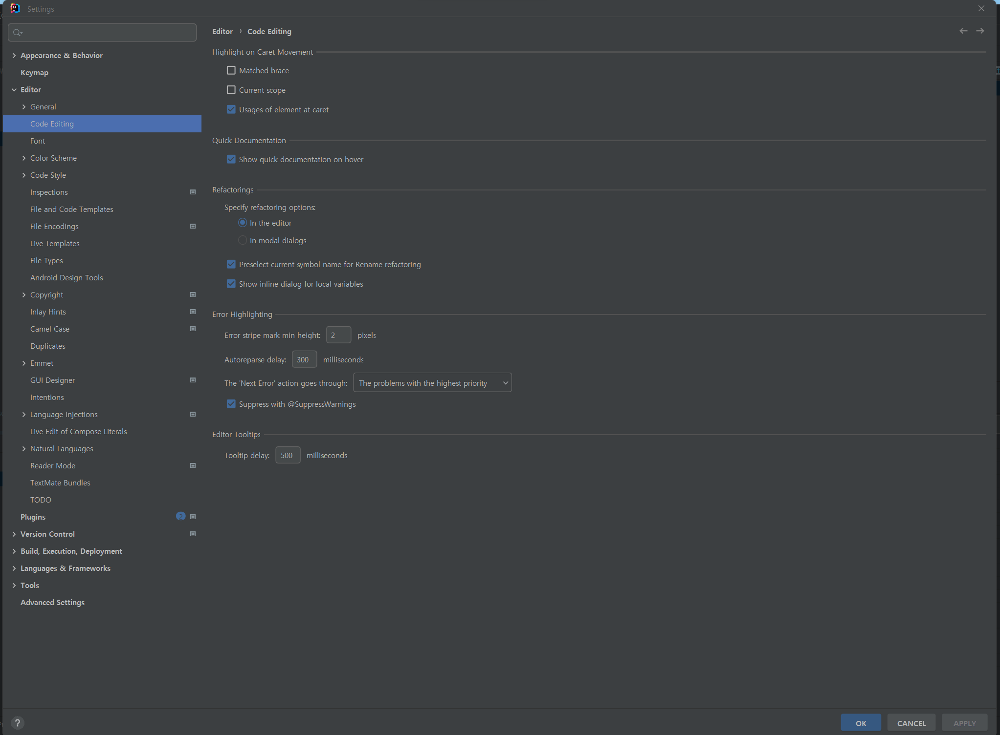 Settings
Appearance & Behavior
Keymap
Editor
General
Code Editing
Font
Color Scheme
Code Style
Inspections
File and Code Templates
File Encodings
Live Templates
File Types
Android Design Tools
Copyright
Inlay Hints
Camel Case
Duplicates
Emmet
GUI Designer
Intentions
Language Injections
Live Edit of Compose Literals
Natural Languages
Reader Mode
TextMate Bundles
TODO
Plugins 2
Version Control
Build, Execution, Deployment
Languages & Frameworks
Tools
Advanced Settings
Editor › Code Editing
Highlight on Caret Movement
Matched brace
Current scope
Usages of element at caret
Quick Documentation
Show quick documentation on hover
Refactorings
Specify refactoring options:
In the editor
In modal dialogs
Preselect current symbol name for Rename refactoring
Show inline dialog for local variables
Error Highlighting
Error stripe mark min height: 2 pixels
Autoreparse delay: 300 milliseconds
The 'Next Error' action goes through: The problems with the highest priority
Suppress with @SuppressWarnings
Editor Tooltips
Tooltip delay: 500 milliseconds
?
OK CANCEL APPLY